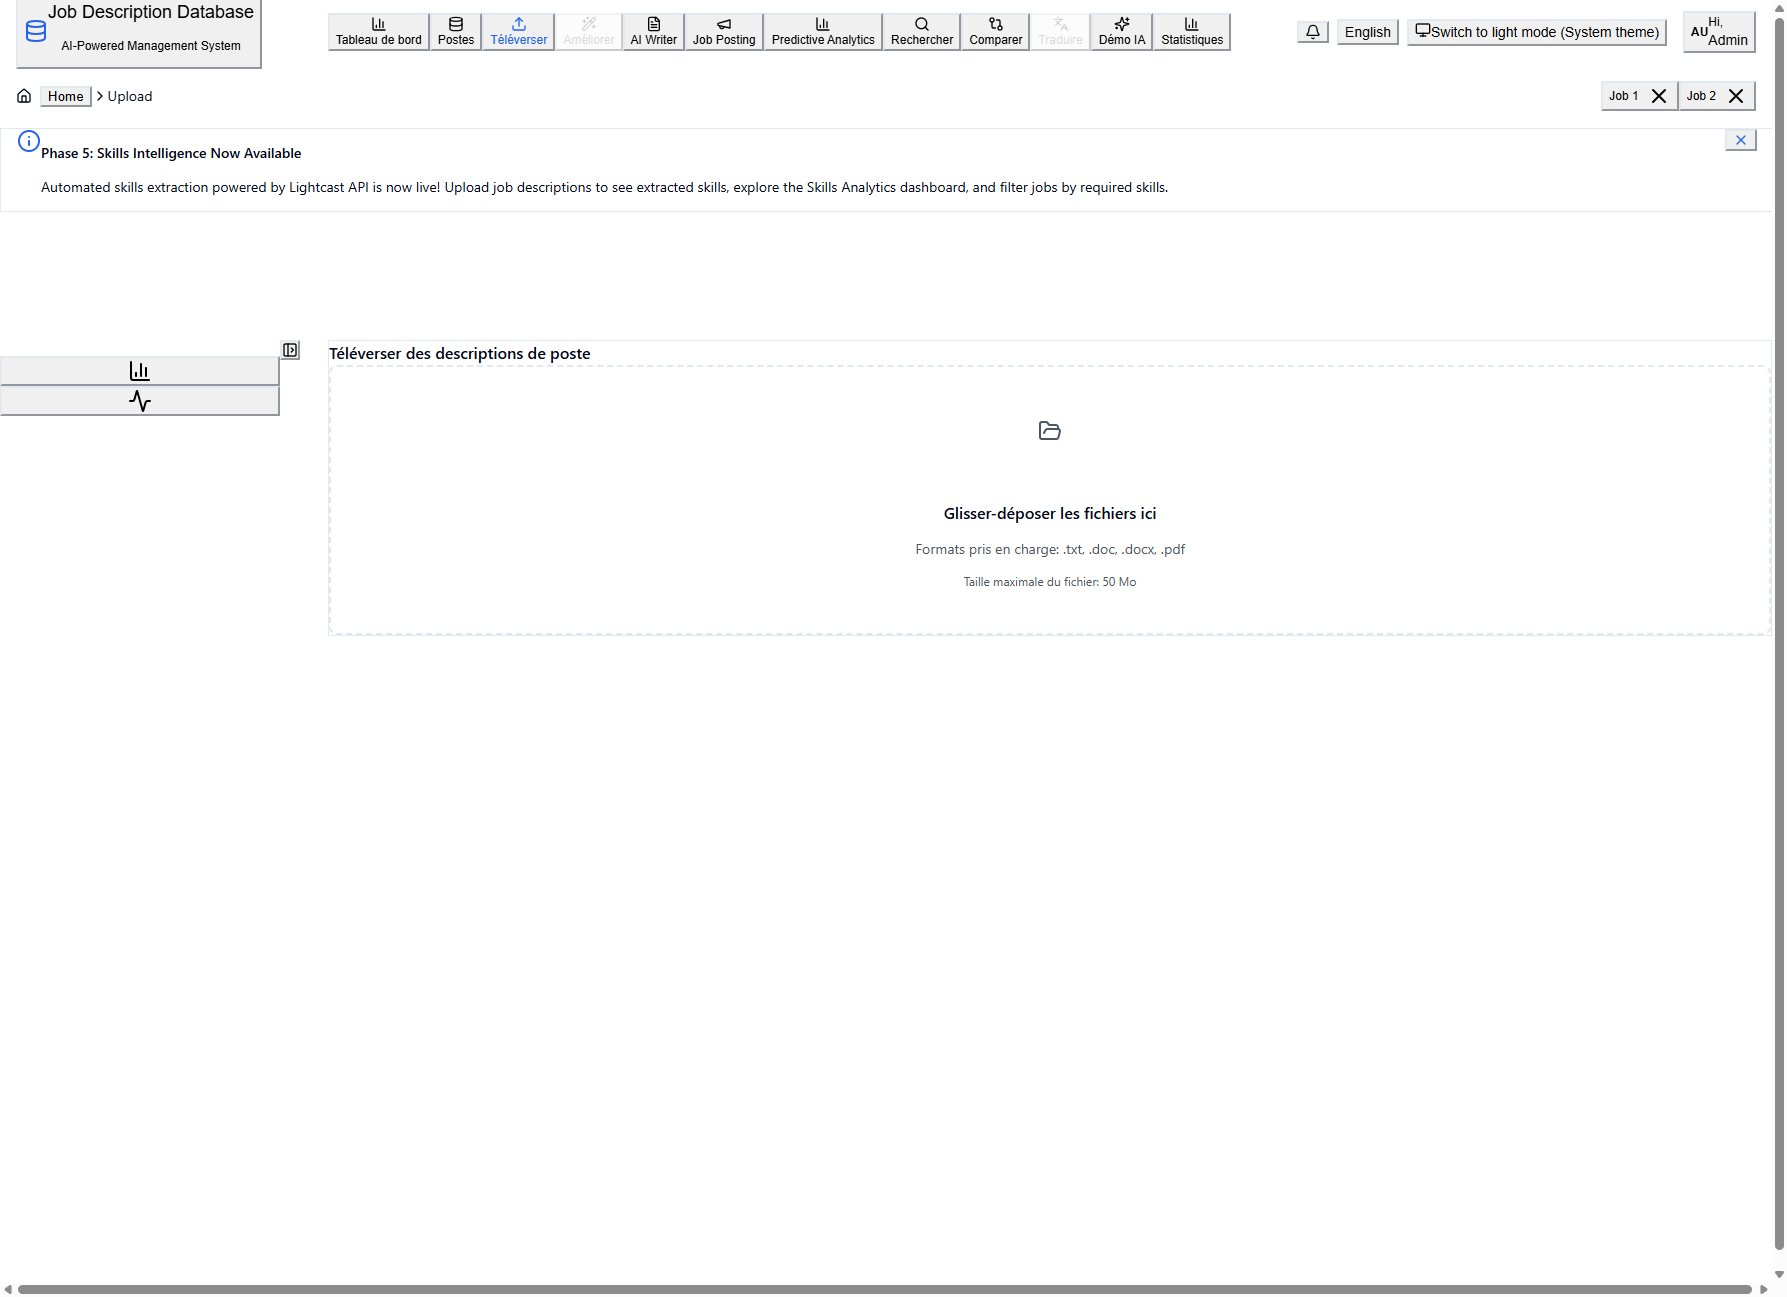 Job Description Database
AI-Powered Management System
Tableau de bord
Postes
Téléverser
Améliorer
AI Writer
Job Posting
Predictive Analytics
Rechercher
Comparer
Traduire
Démo IA
Statistiques
English
Switch to light mode (System theme)
AU
Hi,
Admin
Home
Upload
Job 1
Job 2
Phase 5: Skills Intelligence Now Available
Automated skills extraction powered by Lightcast API is now live! Upload job descriptions to see extracted skills, explore the Skills Analytics dashboard, and filter jobs by required skills.
Téléverser des descriptions de poste
Glisser-déposer les fichiers ici
Formats pris en charge: .txt, .doc, .docx, .pdf
Taille maximale du fichier: 50 Mo